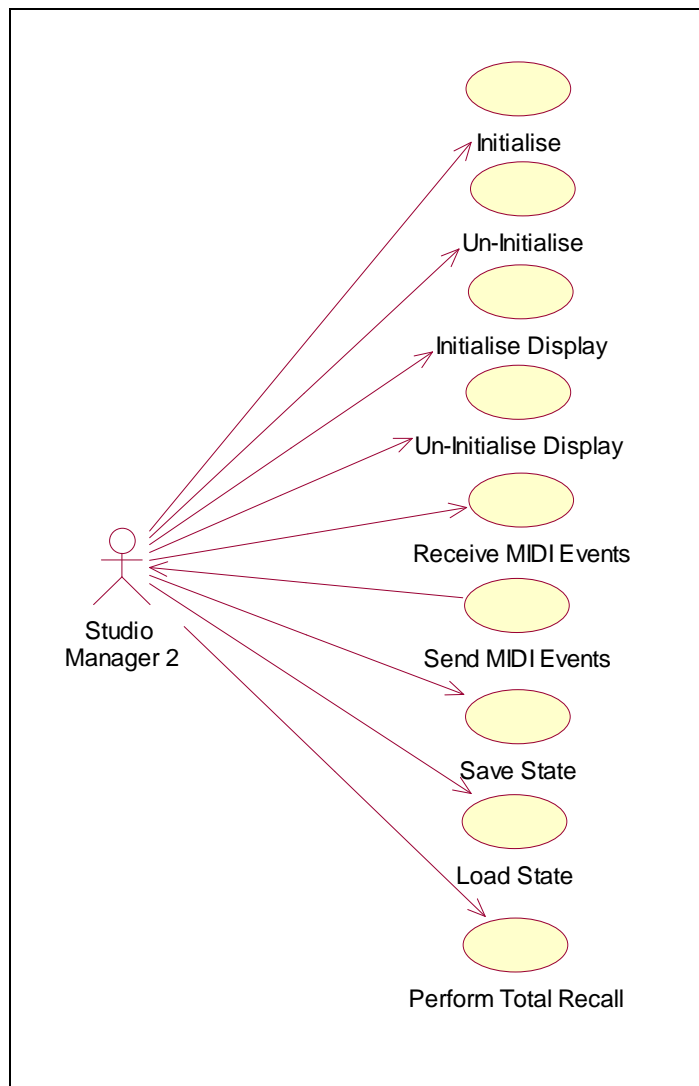 Initialise
Un-Initialise
Initialise Display
Un-Initialise Display
Receive MIDI Events
Studio
Manager 2
Send MIDI Events
Save State
Load State
Perform Total Recall